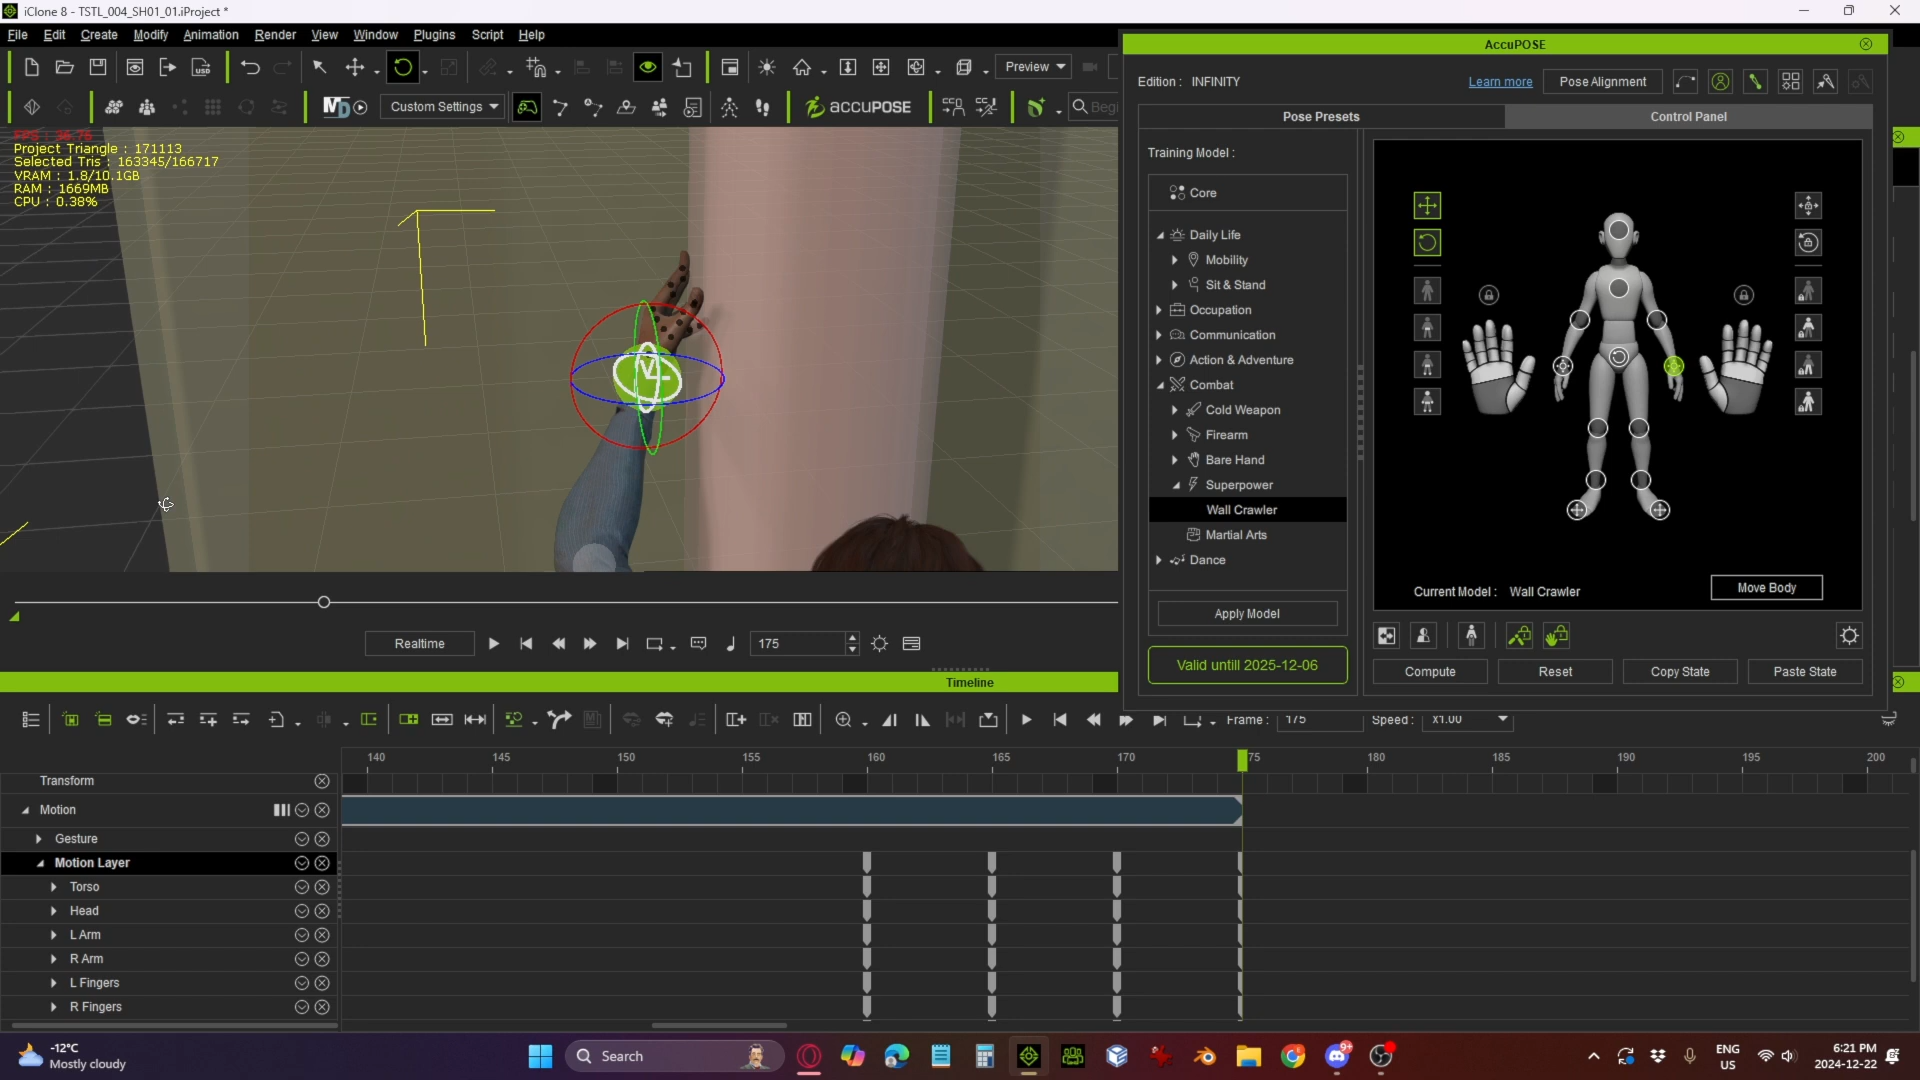 iClone 8 - TSTL_004_SH01_01.iProject *
File Edit Create Modify Animation Render View Window Plugins Script Help
AccuPOSE
Preview
Edition : INFINITY
Learn more
Pose Alignment
Custom Settings
ACCUPOSE
Pose Presets
Control Panel
FPS : 36.76
Project Triangle : 171113
Selected Tris : 163345/166717
VRAM : 1.8/10.1GB
RAM : 1669MB
CPU : 0.38%
Training Model :
Core
Daily Life
Mobility
Sit & Stand
Occupation
Communication
Action & Adventure
Combat
Cold Weapon
Firearm
Bare Hand
Superpower
Wall Crawler
Martial Arts
Dance
Apply Model
Valid untill 2025-12-06
Current Model : Wall Crawler
Move Body
Compute
Reset
Copy State
Paste State
Realtime
175
Timeline
Frame : 175
Speed : x1.00
140 145 150 155 160 165 170 75 180 185 190 195 200
Transform
Motion
Gesture
Motion Layer
Torso
Head
L Arm
R Arm
L Fingers
R Fingers
-12°C
Mostly cloudy
Search
9+
ENG
US
6:21 PM
2024-12-22